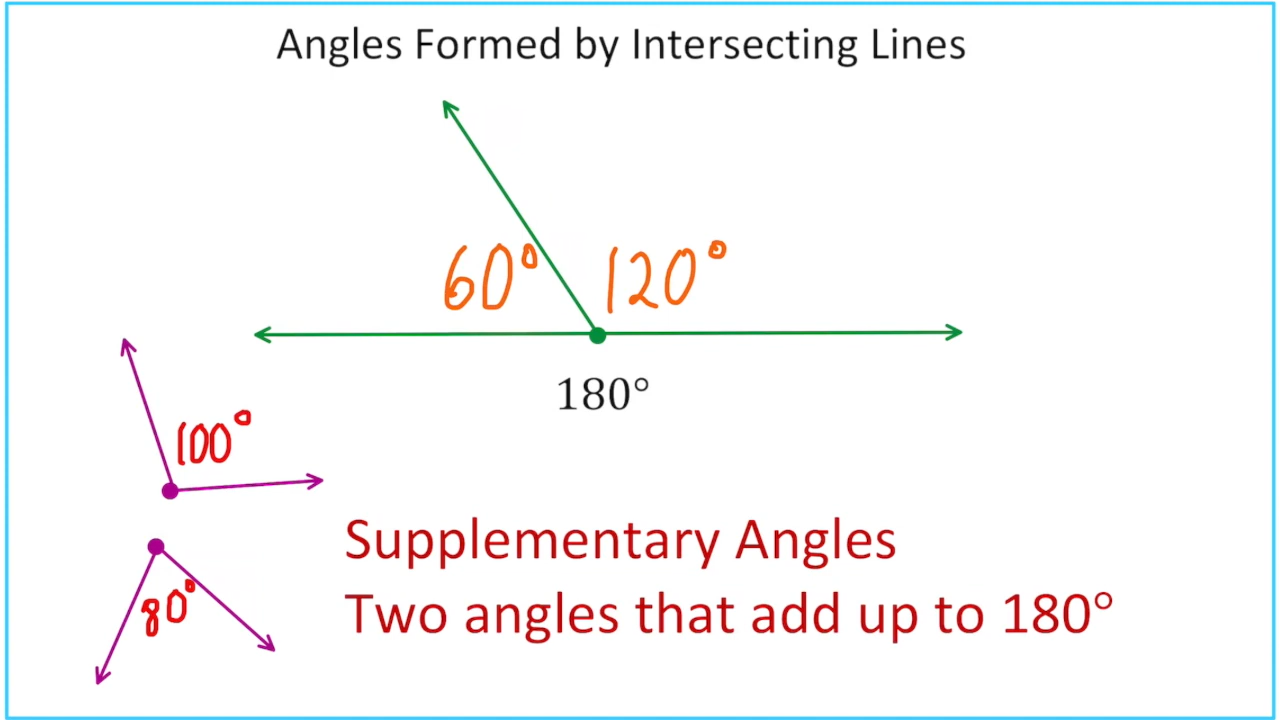 Angles Formed by Intersecting Lines
60° 120°
180°
100°
80°
Supplementary Angles
Two angles that add up to 180°